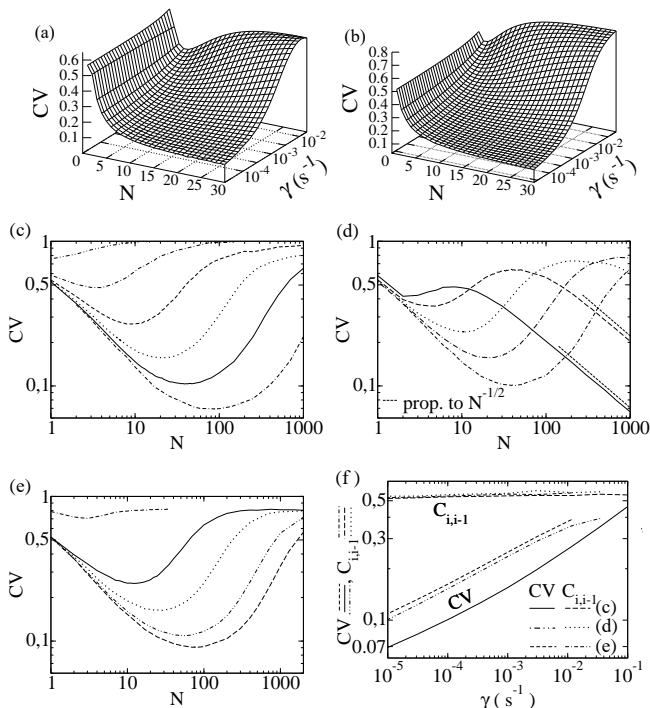 (a)
CV
0.6
0.5
0.4
0.3
0.2
0.1
0
5
10
15
20
25
30
N
10⁻⁴
10⁻³
10⁻²
γ (s⁻¹)
(b)
CV
0.8
0.7
0.6
0.5
0.4
0.3
0.2
0.1
0
5
10
15
20
25
30
N
10⁻⁴
10⁻³
10⁻²
γ (s⁻¹)
(c)
CV
1
0.5
0,1
1
10
100
1000
N
(d)
CV
1
0.5
0,1
1
10
100
1000
N
prop. to N⁻¹/²
(e)
CV
1
0.5
0,1
1
10
100
1000
N
(f)
CV , C i,i-1
0.5
0.3
0.1
0.07
C i,i-1
CV
CV C i,i-1
(c)
(d)
(e)
10⁻⁵
10⁻⁴
10⁻³
10⁻²
10⁻¹
γ (s⁻¹)